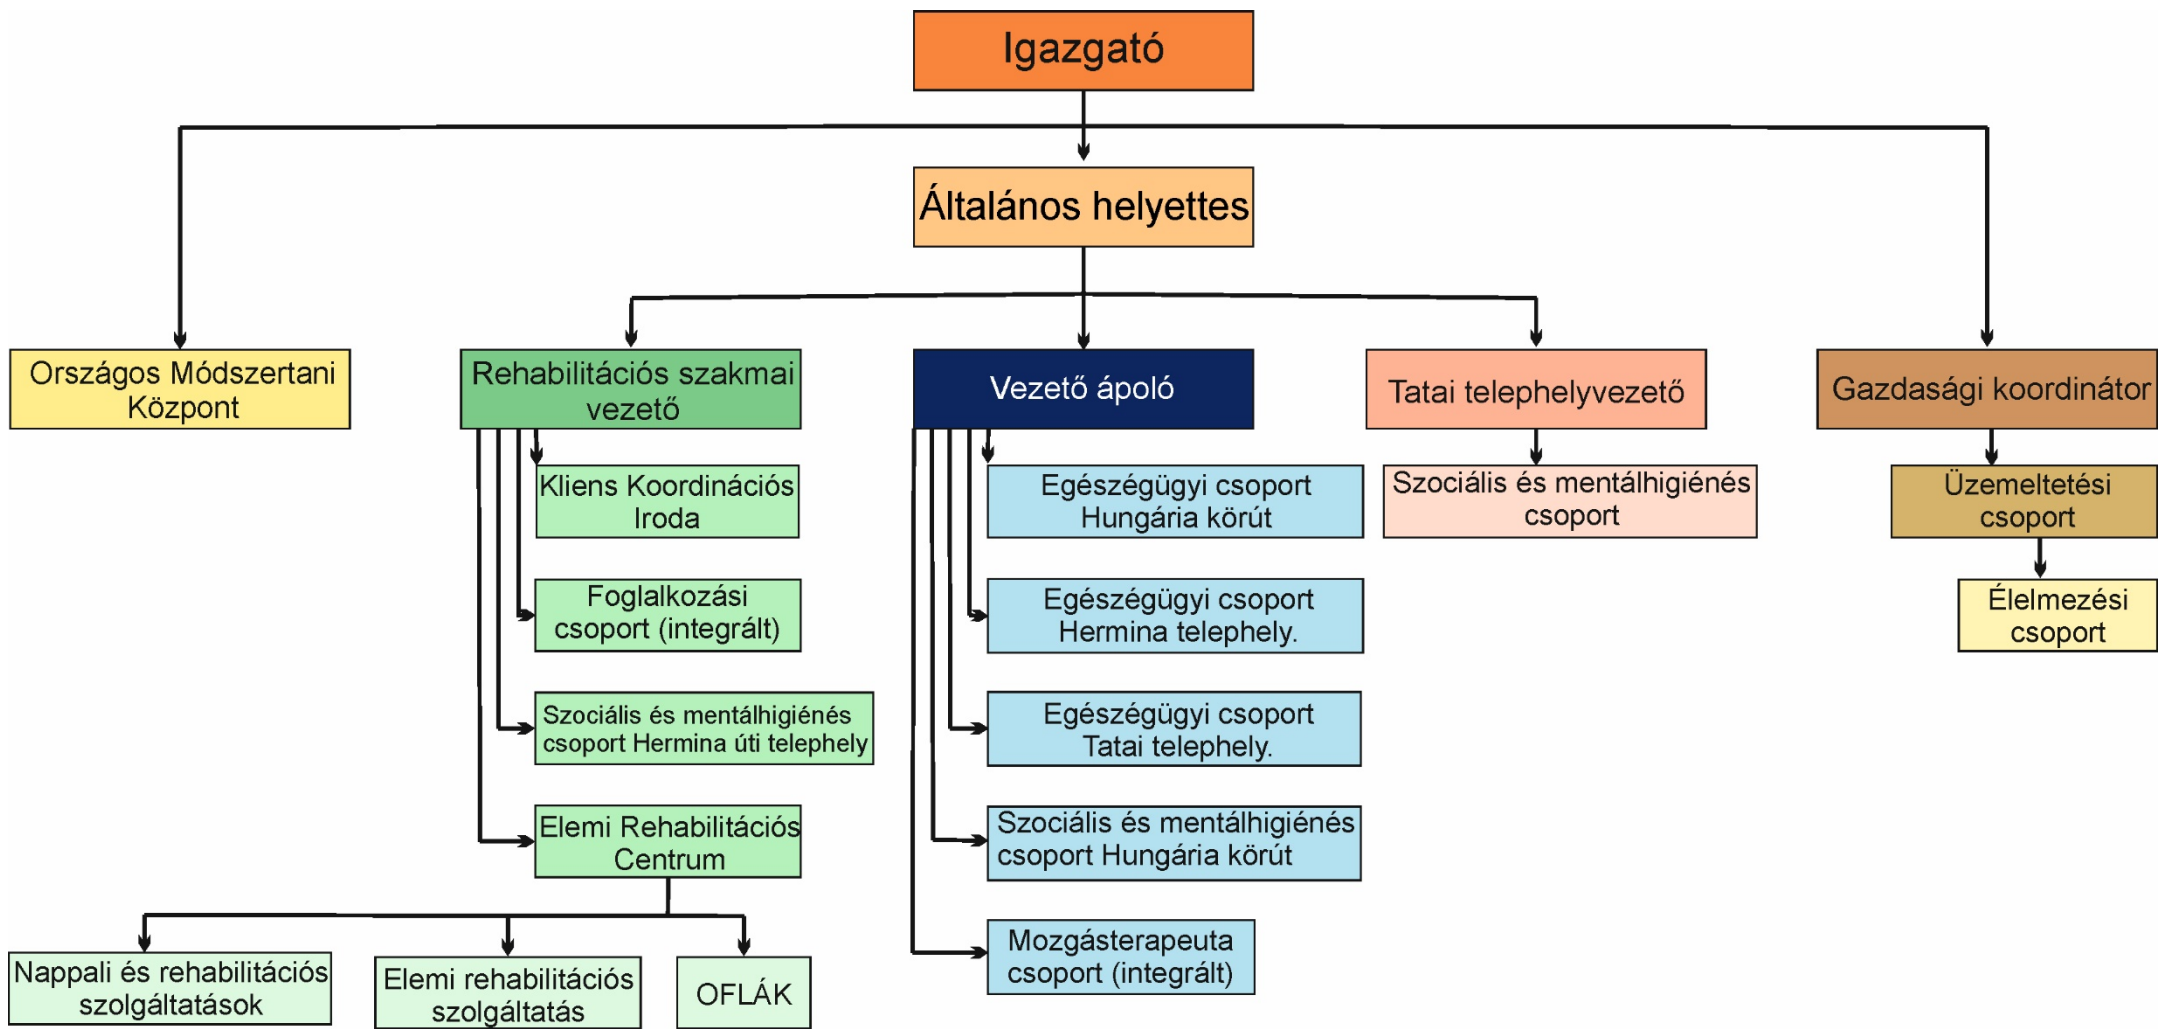 Igazgató
Általános helyettes
Országos Módszertani
Központ
Rehabilitációs szakmai
vezető
Vezető ápoló
Tatai telephelyvezető
Gazdasági koordinátor
Kliens Koordinációs
Iroda
Foglalkozási
csoport (integrált)
Szociális és mentálhigiénés
csoport Hermina úti telephely
Elemi Rehabilitációs
Centrum
Nappali és rehabilitációs
szolgáltatások
Elemi rehabilitációs
szolgáltatás
OFLÁK
Egészégügyi csoport
Hungária körút
Egészégügyi csoport
Hermina telephely.
Egészégügyi csoport
Tatai telephely.
Szociális és mentálhigiénés
csoport Hungária körút
Mozgásterapeuta
csoport (integrált)
Szociális és mentálhigiénés
csoport
Üzemeltetési
csoport
Élelmezési
csoport